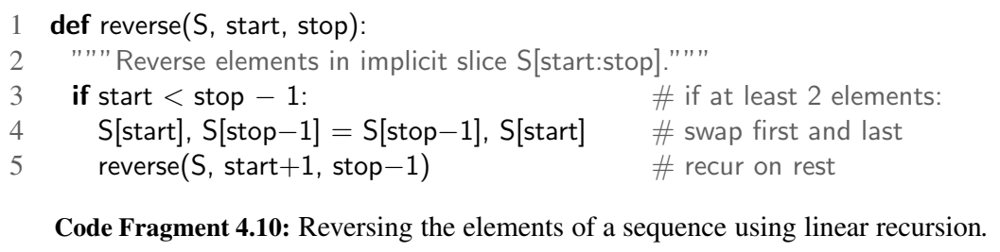 1 def reverse(S, start, stop):
2 """Reverse elements in implicit slice S[start:stop]."""
3 if start < stop − 1: # if at least 2 elements:
4 S[start], S[stop−1] = S[stop−1], S[start] # swap first and last
5 reverse(S, start+1, stop−1) # recur on rest
Code Fragment 4.10: Reversing the elements of a sequence using linear recursion.